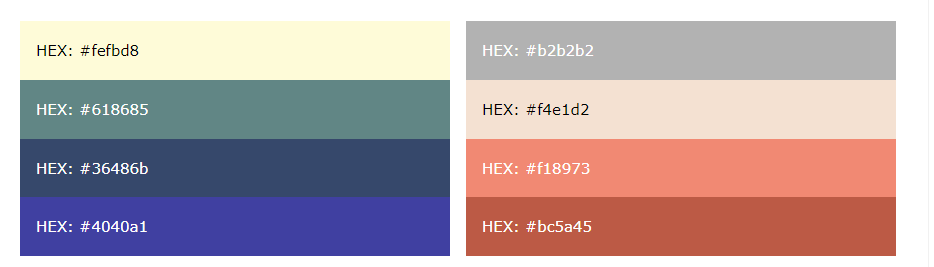 HEX: #fefbd8
HEX: #618685
HEX: #36486b
HEX: #4040a1
HEX: #b2b2b2
HEX: #f4e1d2
HEX: #f18973
HEX: #bc5a45